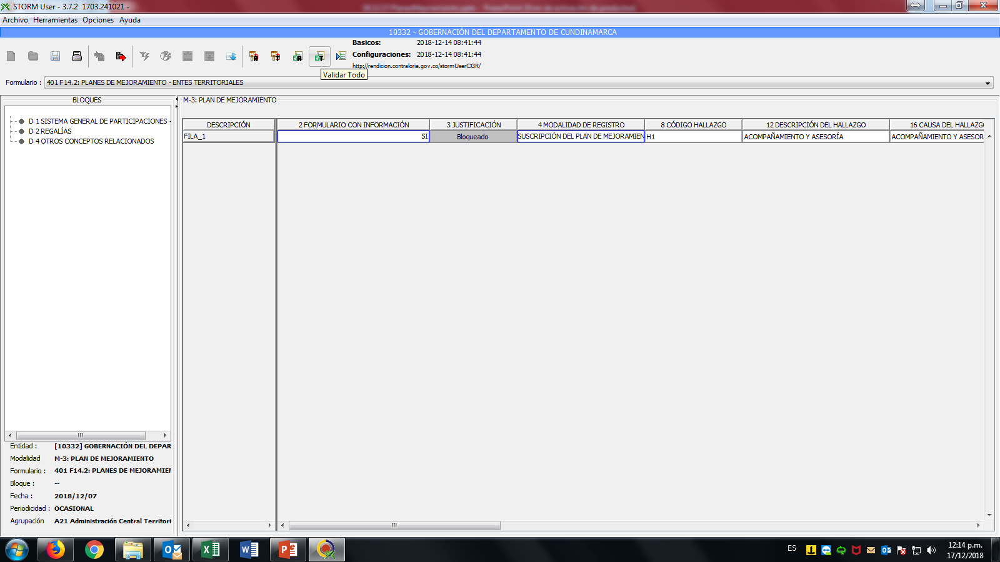 STORM User - 3.7.2  1703.241021 -
Archivo Herramientas Opciones Ayuda
10332 - GOBERNACIÓN DEL DEPARTAMENTO DE CUNDINAMARCA
Basicos: 2018-12-14 08:41:44
Configuraciones: 2018-12-14 08:41:44
http://rendicion.contraloria.gov.co/stormUserCGR/
Validar Todo
Formulario : 401 F14.2: PLANES DE MEJORAMIENTO - ENTES TERRITORIALES
BLOQUES
D 1 SISTEMA GENERAL DE PARTICIPACIONES -
D 2 REGALÍAS
D 4 OTROS CONCEPTOS RELACIONADOS
M-3: PLAN DE MEJORAMIENTO
DESCRIPCIÓN 2 FORMULARIO CON INFORMACIÓN 3 JUSTIFICACIÓN 4 MODALIDAD DE REGISTRO 8 CÓDIGO HALLAZGO 12 DESCRIPCIÓN DEL HALLAZGO 16 CAUSA DEL HALLAZGO
FILA_1 SI Bloqueado SUSCRIPCIÓN DEL PLAN DE MEJORAMIEN H1 ACOMPAÑAMIENTO Y ASESORÍA ACOMPAÑAMIENTO Y ASESOR
Entidad : [10332] GOBERNACIÓN DEL DEPAR
Modalidad M-3: PLAN DE MEJORAMIENTO
Formulario : 401 F14.2: PLANES DE MEJORAMIEN
Bloque : --
Fecha : 2018/12/07
Periodicidad : OCASIONAL
Agrupación A21 Administración Central Territori
ES
12:14 p.m.
17/12/2018